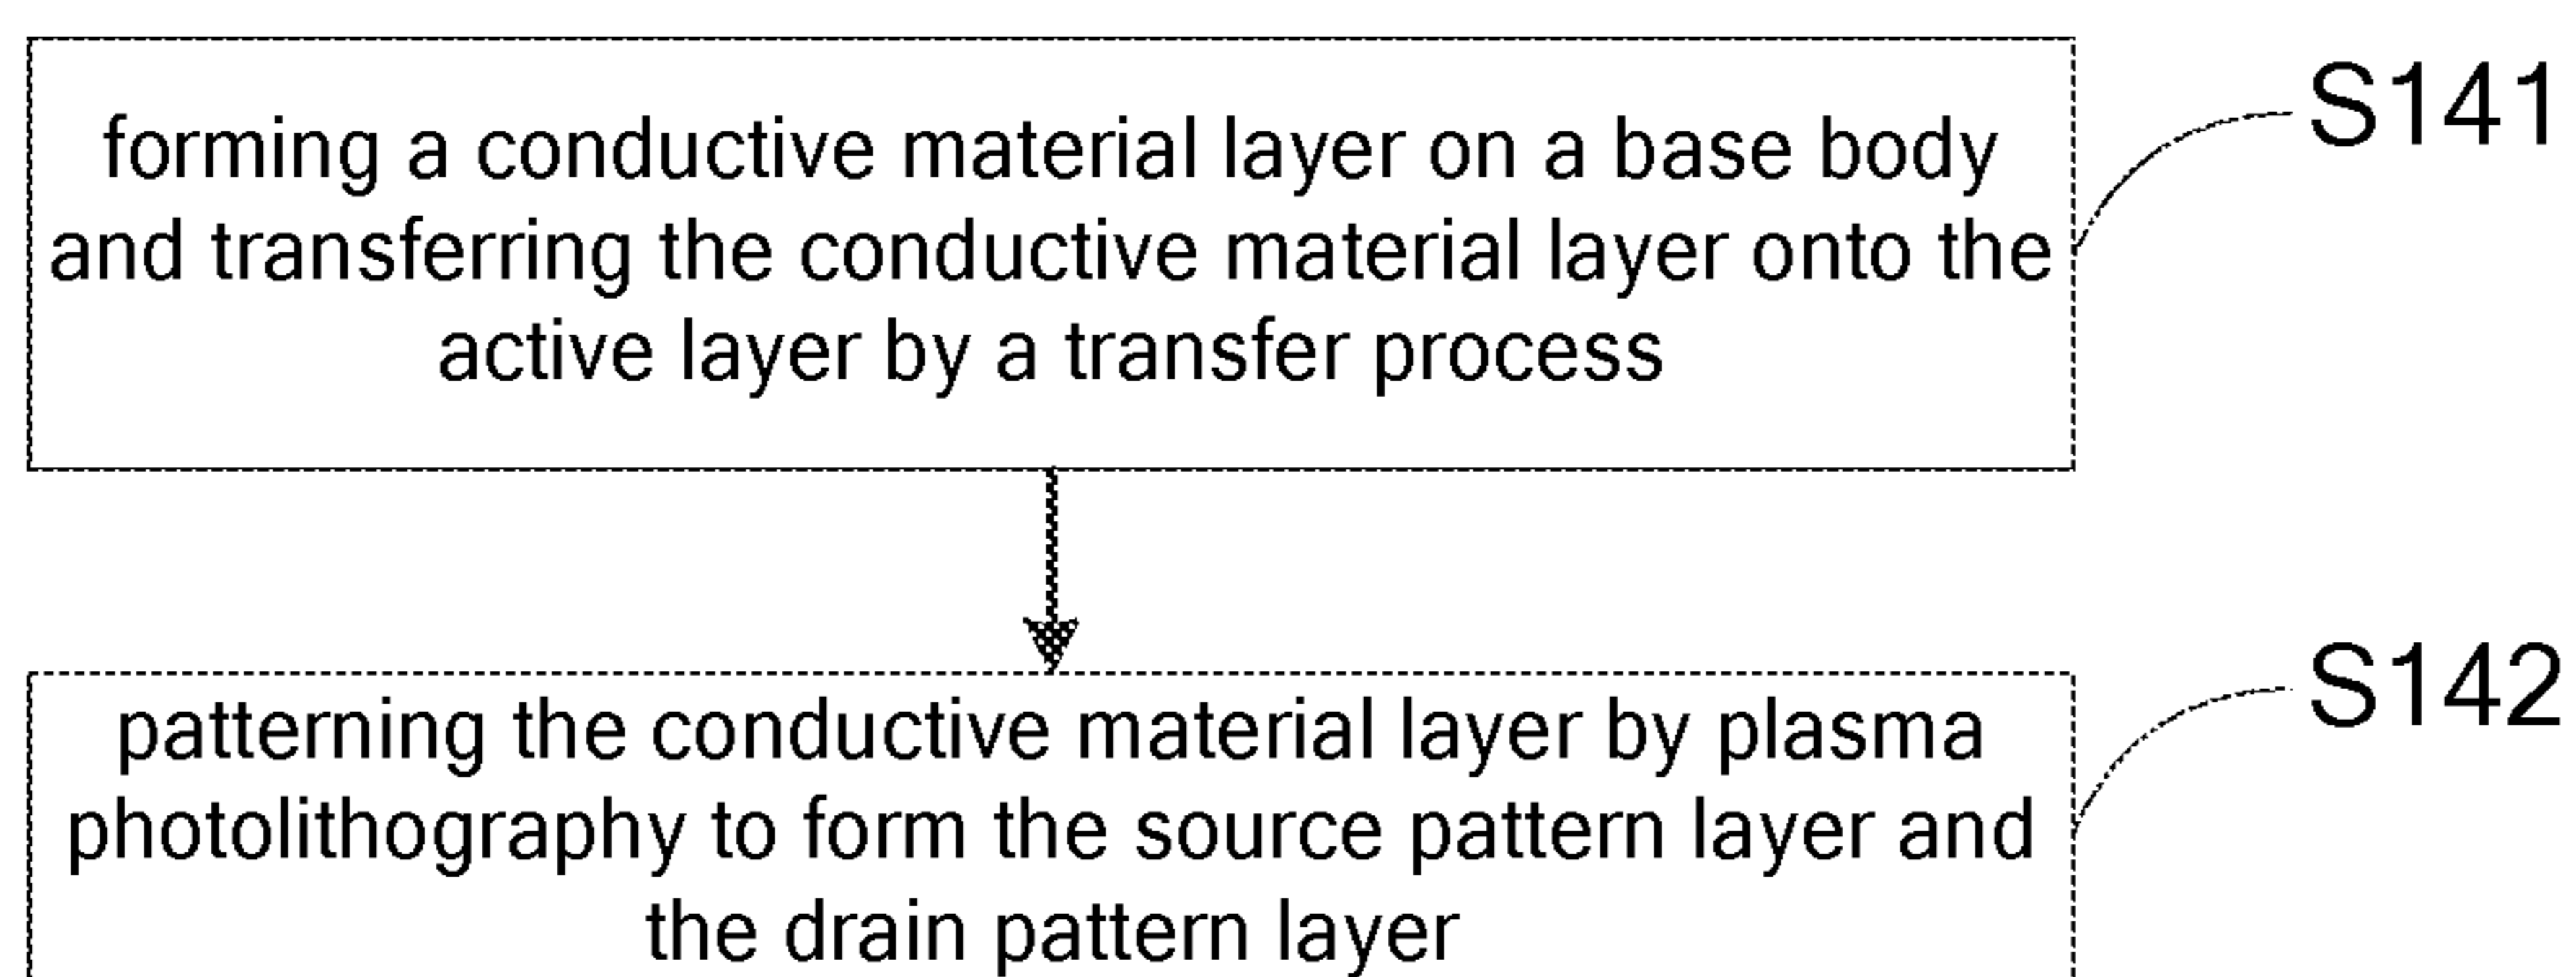 forming a conductive material layer on a base body
and transferring the conductive material layer onto the
active layer by a transfer process
S141
patterning the conductive material layer by plasma
photolithography to form the source pattern layer and
the drain pattern layer
S142